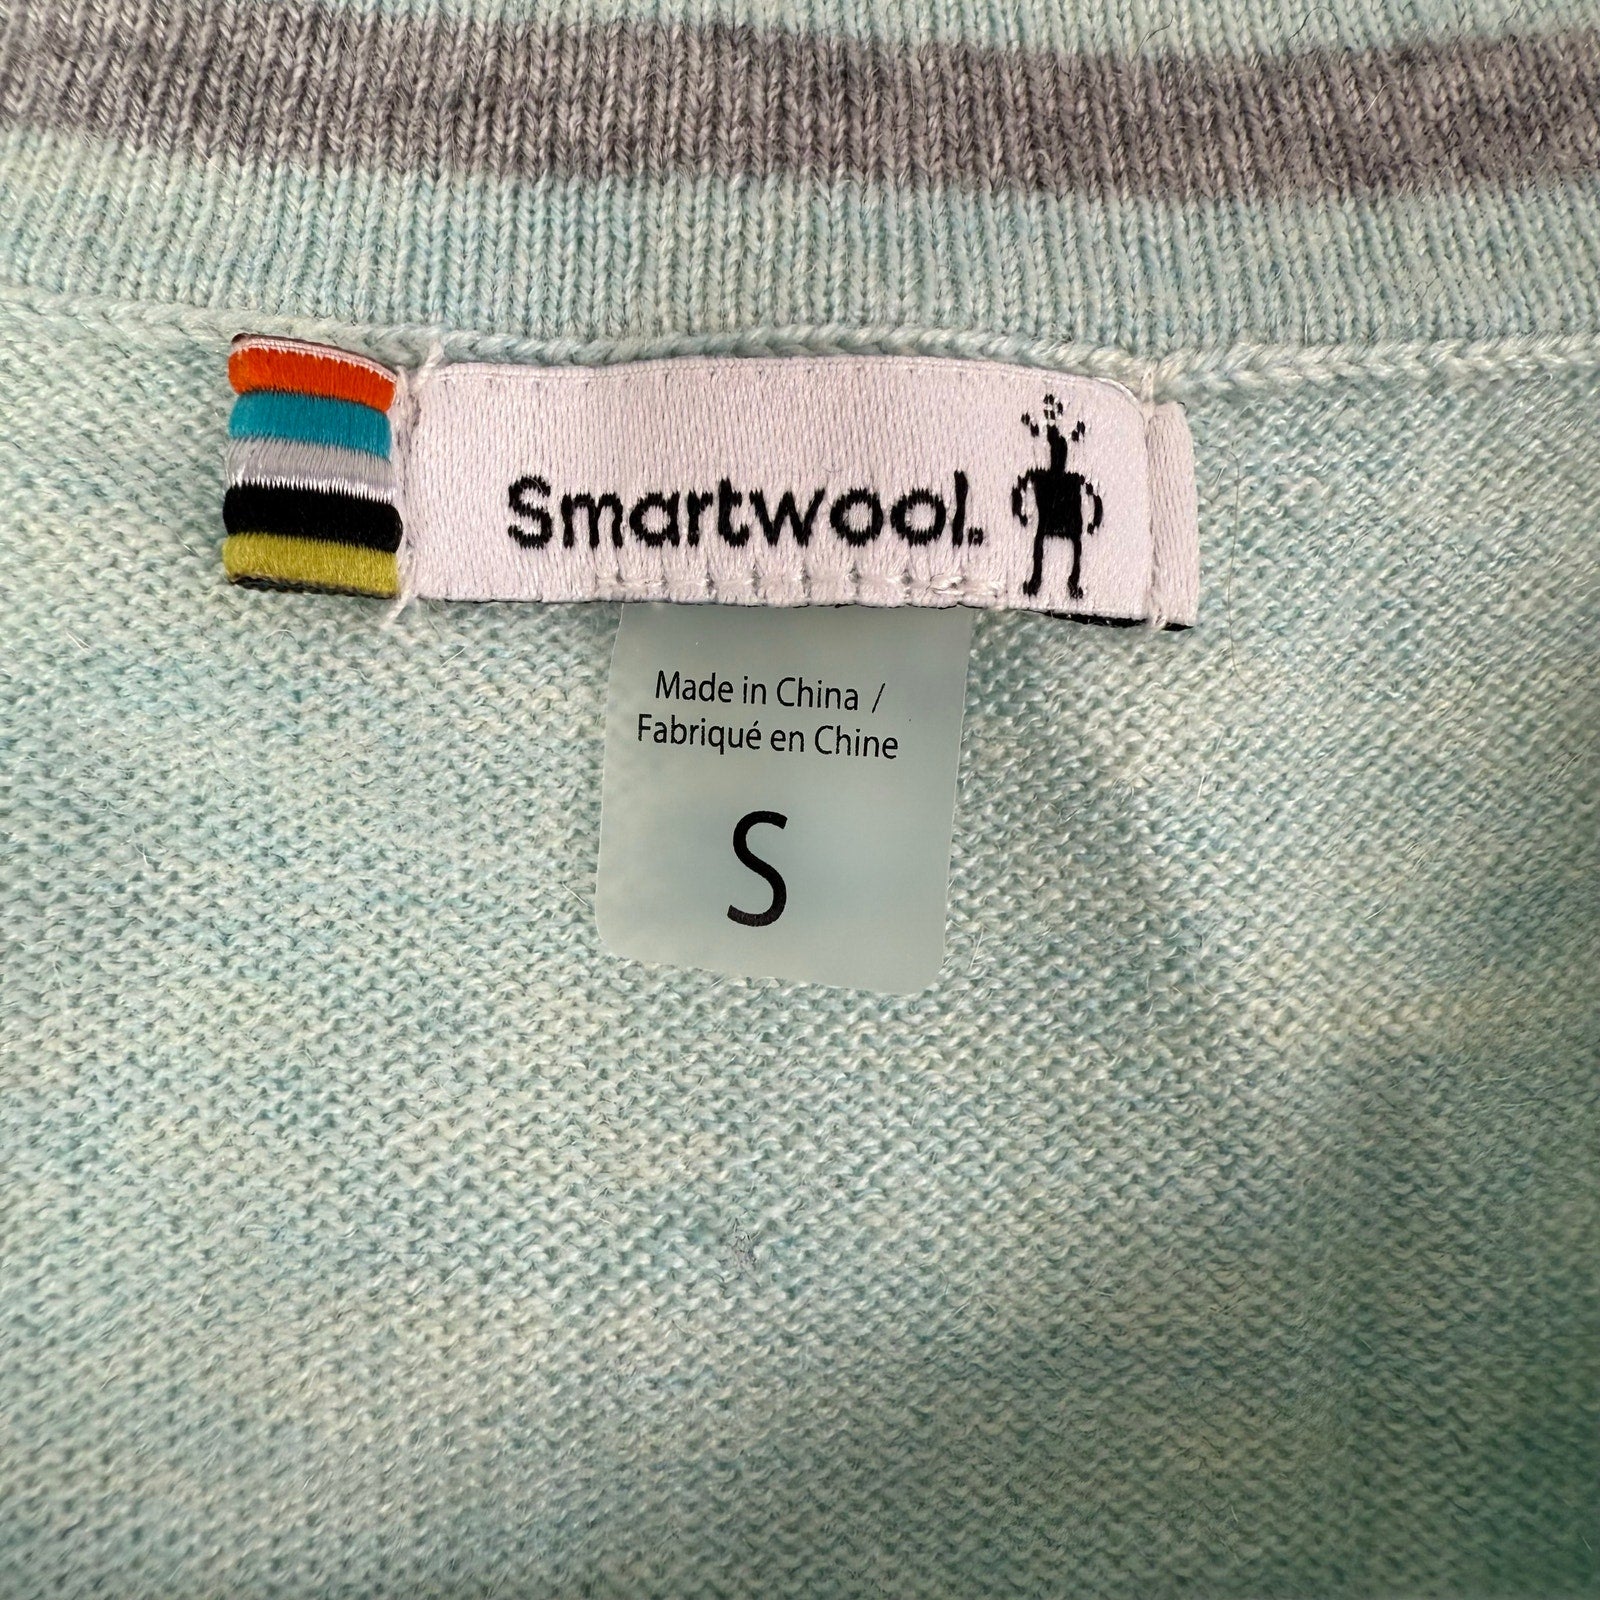 Smartwool.
Made in China /
Fabriqué en Chine
S